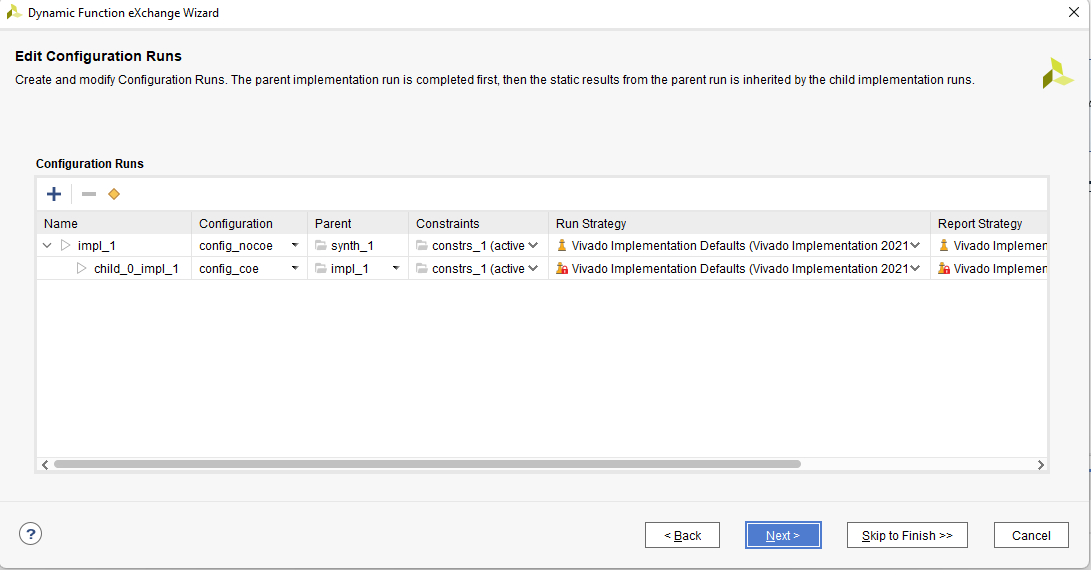 Dynamic Function eXchange Wizard
Edit Configuration Runs
Create and modify Configuration Runs. The parent implementation run is completed first, then the static results from the parent run is inherited by the child implementation runs.
Configuration Runs
Name Configuration Parent Constraints Run Strategy Report Strategy
impl_1 config_nocoe synth_1 constrs_1 (active Vivado Implementation Defaults (Vivado Implementation 2021 Vivado Implemen
child_0_impl_1 config_coe impl_1 constrs_1 (active Vivado Implementation Defaults (Vivado Implementation 2021 Vivado Implemen
? < Back Next > Skip to Finish >> Cancel